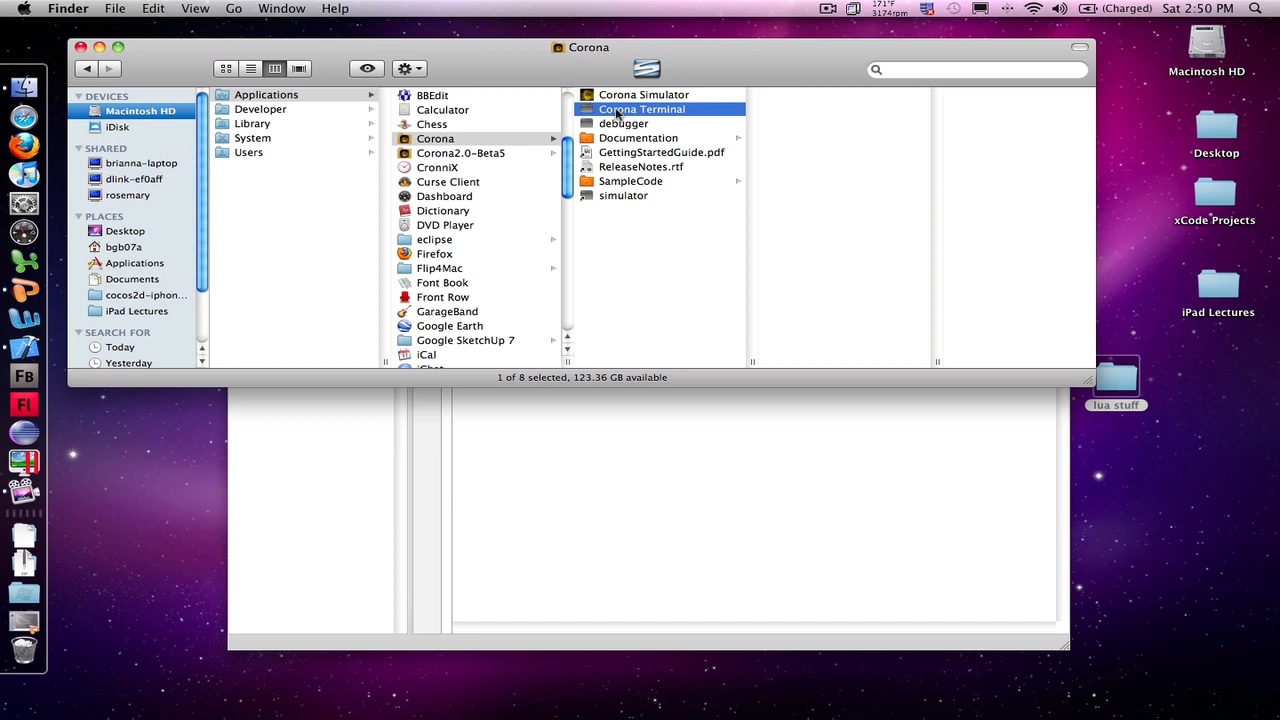 Finder File Edit View Go Window Help
171°F
3174rpm
(Charged) Sat 2:50 PM
Corona
DEVICES
Macintosh HD
iDisk
SHARED
brianna-laptop
dlink-ef0aff
rosemary
PLACES
Desktop
bgb07a
Applications
Documents
cocos2d-iphon...
iPad Lectures
SEARCH FOR
Today
Yesterday
Applications
Developer
Library
System
Users
BBEdit
Calculator
Chess
Corona
Corona2.0-Beta5
CronniX
Curse Client
Dashboard
Dictionary
DVD Player
eclipse
Firefox
Flip4Mac
Font Book
Front Row
GarageBand
Google Earth
Google SketchUp 7
iCal
Corona Simulator
Corona Terminal
debugger
Documentation
GettingStartedGuide.pdf
ReleaseNotes.rtf
SampleCode
simulator
1 of 8 selected, 123.36 GB available
Macintosh HD
Desktop
xCode Projects
iPad Lectures
lua stuff
Fb
Fl